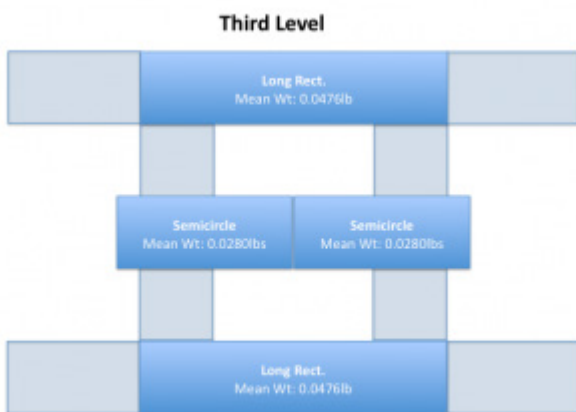 Third Level
Long Rect.
Mean Wt: 0.0476lb
Semicircle
Mean Wt: 0.0280lbs
Semicircle
Mean Wt: 0.0280lbs
Long Rect.
Mean Wt: 0.0476lb